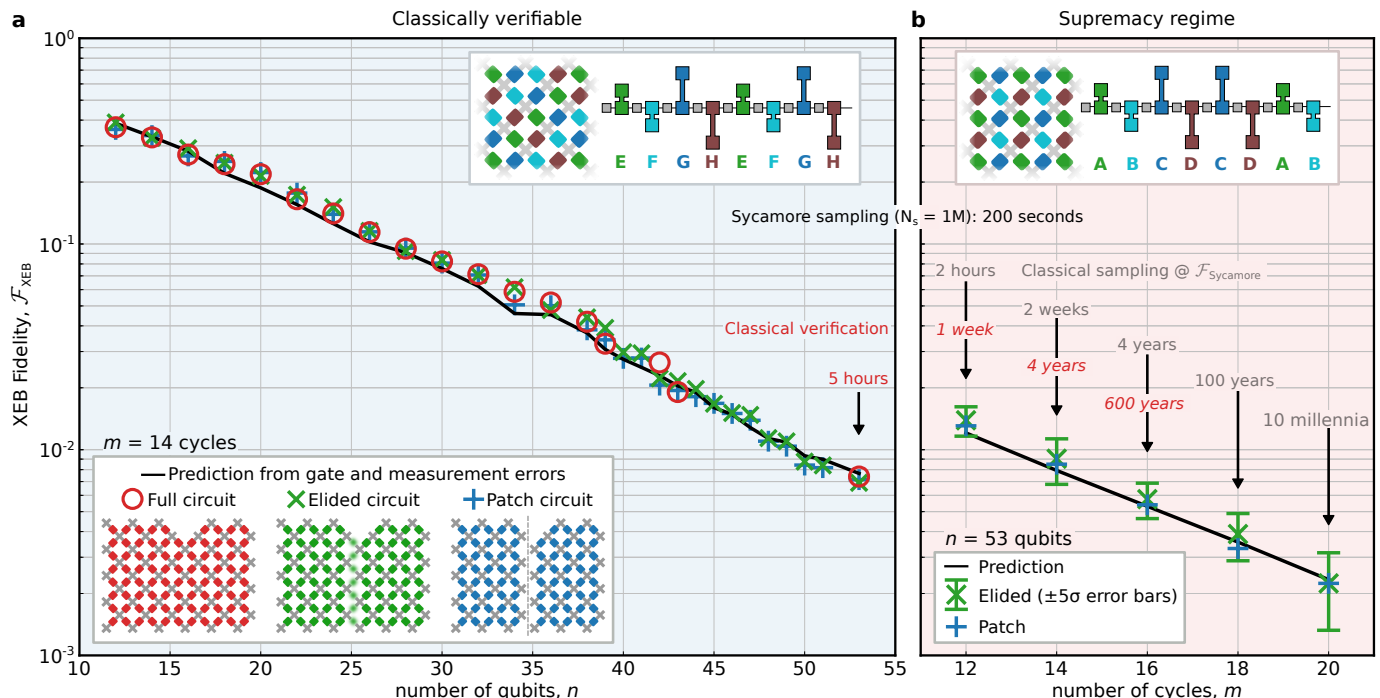 a
Classically verifiable
b
Supremacy regime
10⁰
10⁻¹
10⁻²
10⁻³
XEB Fidelity, ℱ_XEB
E F G H E F G H
A B C D C D A B
Sycamore sampling (Nₛ = 1M): 200 seconds
Classical verification
5 hours
m = 14 cycles
Prediction from gate and measurement errors
Full circuit
Elided circuit
Patch circuit
10 15 20 25 30 35 40 45 50 55
number of qubits, n
2 hours
Classical sampling @ ℱ_Sycamore
1 week
2 weeks
4 years
4 years
600 years
100 years
10 millennia
n = 53 qubits
Prediction
Elided (±5σ error bars)
Patch
12 14 16 18 20
number of cycles, m